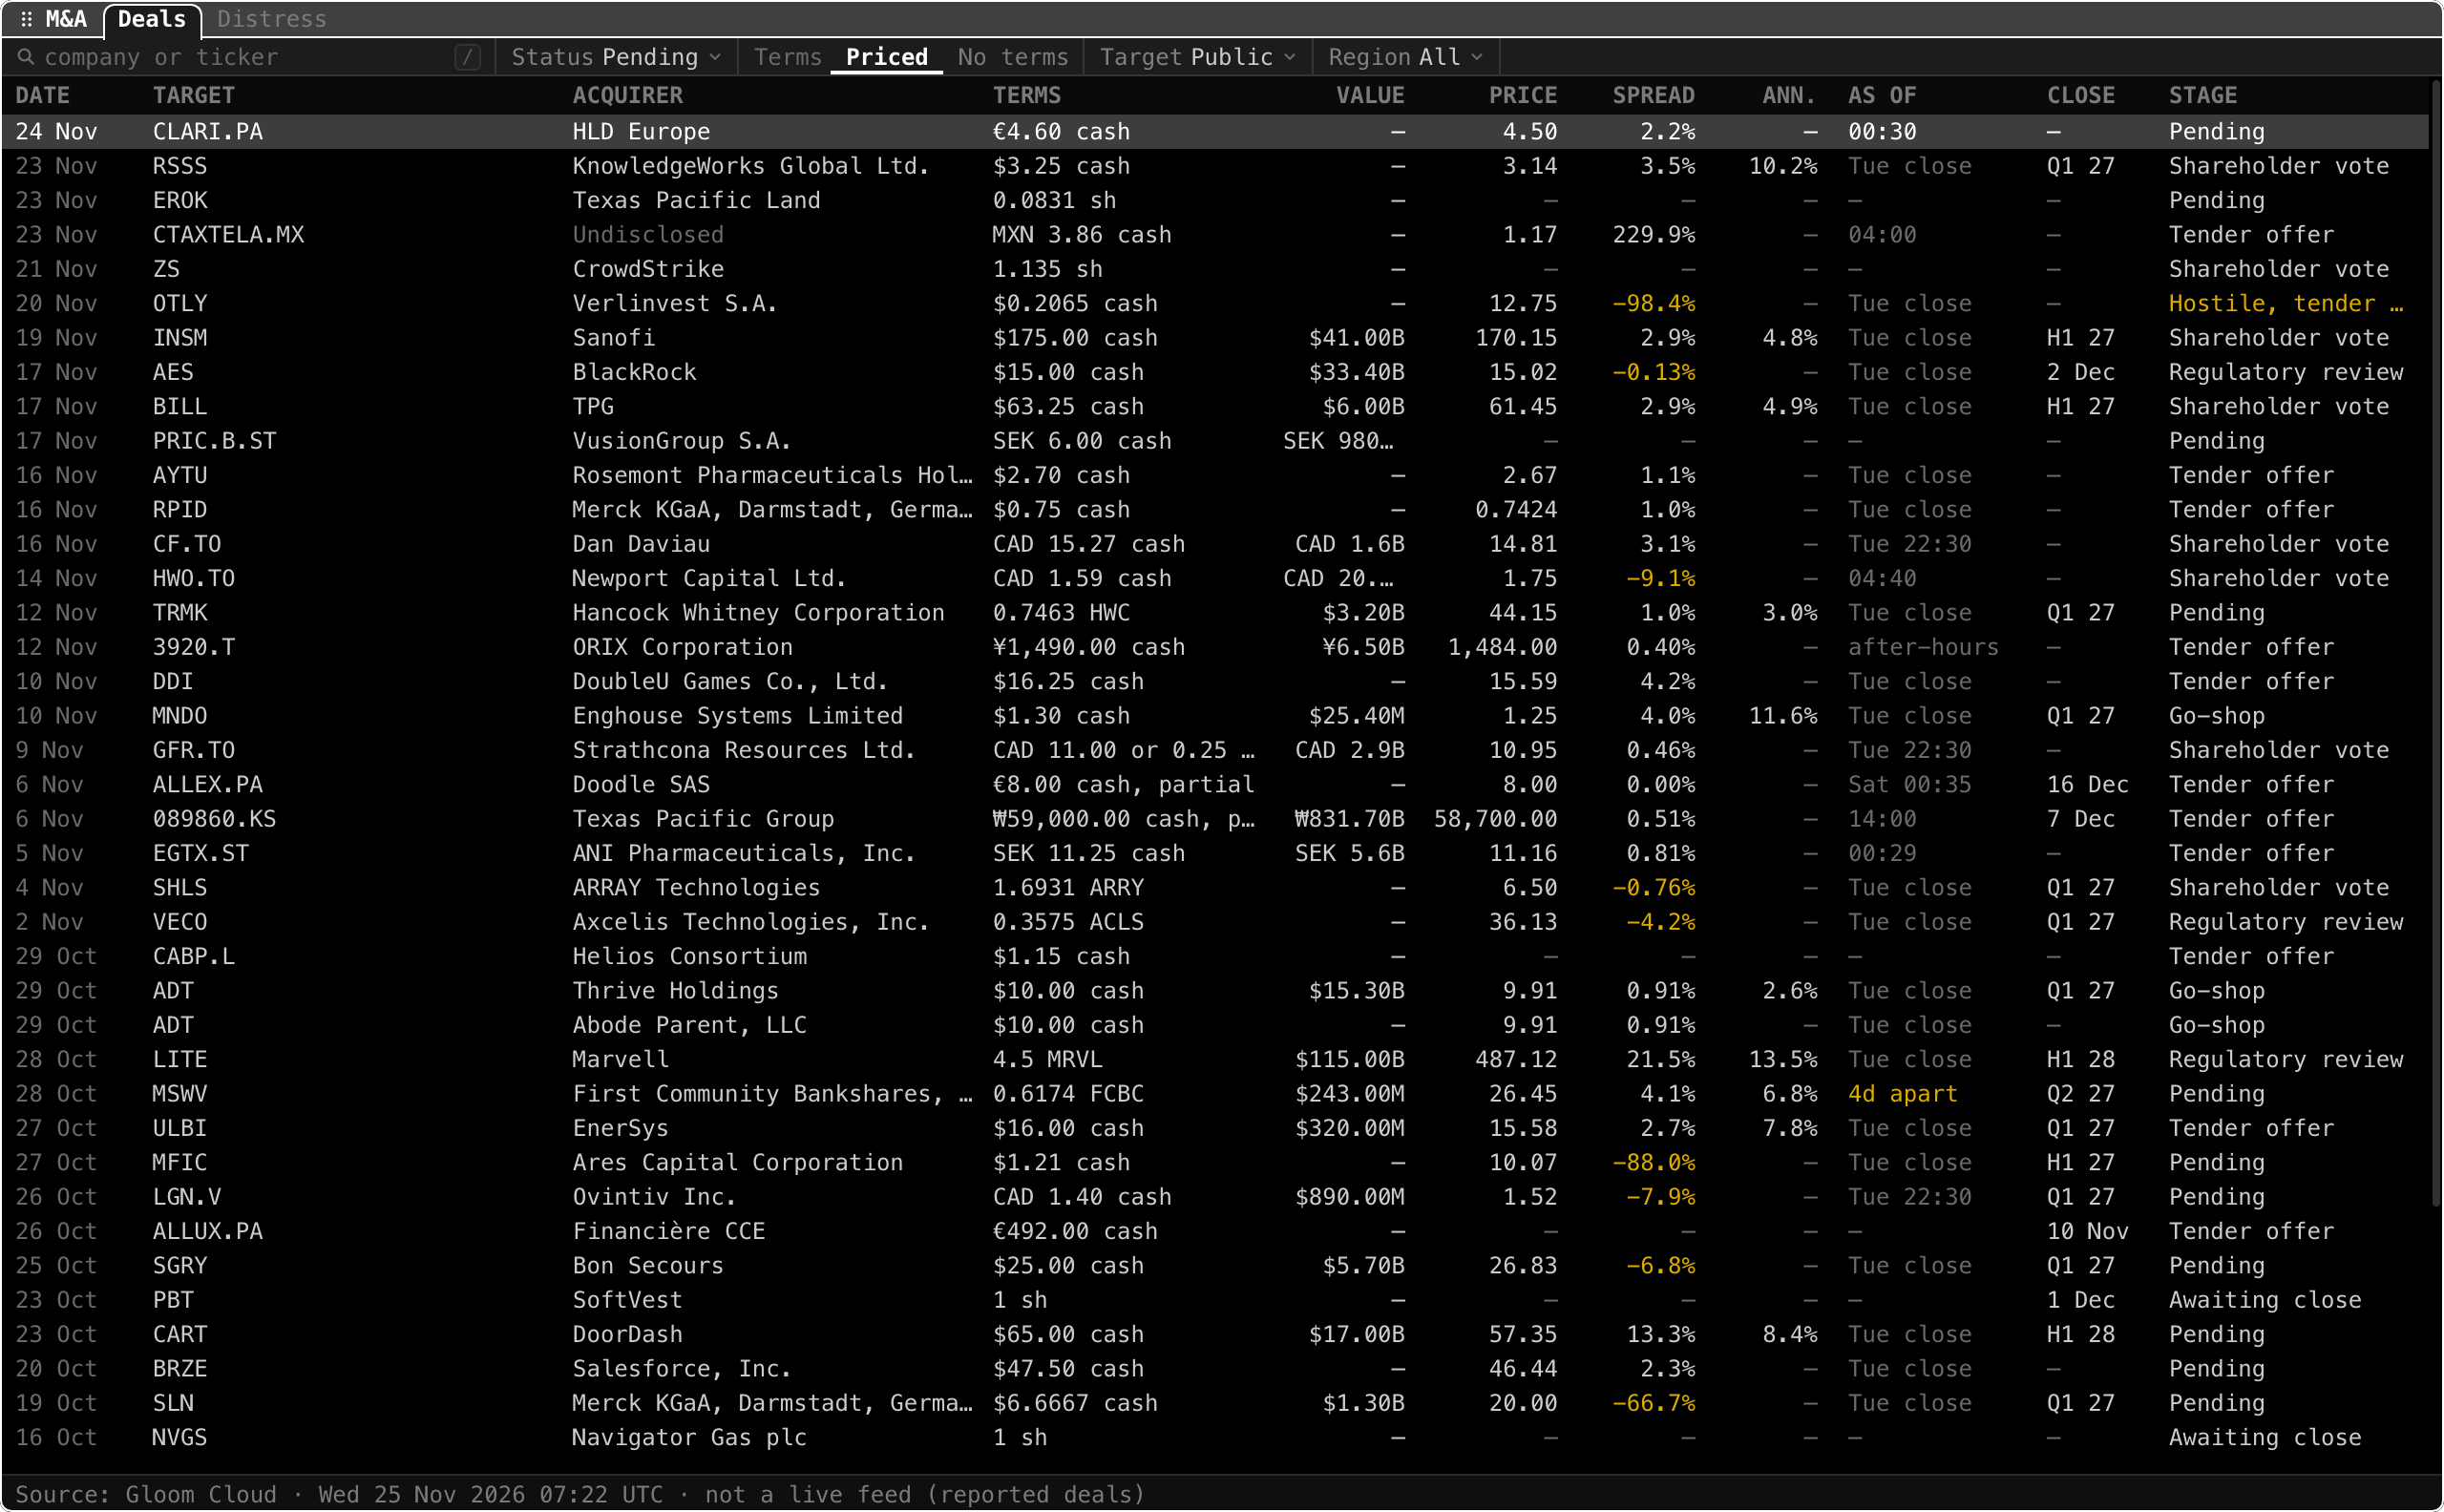 M&A Deals Distress
company or ticker / Status Pending Terms Priced No terms Target Public Region All
DATE TARGET ACQUIRER TERMS VALUE PRICE SPREAD ANN. AS OF CLOSE STAGE
24 Nov CLARI.PA HLD Europe €4.60 cash — 4.50 2.2% — 00:30 — Pending
23 Nov RSSS KnowledgeWorks Global Ltd. $3.25 cash — 3.14 3.5% 10.2% Tue close Q1 27 Shareholder vote
23 Nov EROK Texas Pacific Land 0.0831 sh — — — — — — Pending
23 Nov CTAXTELA.MX Undisclosed MXN 3.86 cash — 1.17 229.9% — 04:00 — Tender offer
21 Nov ZS CrowdStrike 1.135 sh — — — — — — Shareholder vote
20 Nov OTLY Verlinvest S.A. $0.2065 cash — 12.75 −98.4% — Tue close — Hostile, tender …
19 Nov INSM Sanofi $175.00 cash $41.00B 170.15 2.9% 4.8% Tue close H1 27 Shareholder vote
17 Nov AES BlackRock $15.00 cash $33.40B 15.02 −0.13% — Tue close 2 Dec Regulatory review
17 Nov BILL TPG $63.25 cash $6.00B 61.45 2.9% 4.9% Tue close H1 27 Shareholder vote
17 Nov PRIC.B.ST VusionGroup S.A. SEK 6.00 cash SEK 980… — — — — — Pending
16 Nov AYTU Rosemont Pharmaceuticals Hol… $2.70 cash — 2.67 1.1% — Tue close — Tender offer
16 Nov RPID Merck KGaA, Darmstadt, Germa… $0.75 cash — 0.7424 1.0% — Tue close — Tender offer
16 Nov CF.TO Dan Daviau CAD 15.27 cash CAD 1.6B 14.81 3.1% — Tue 22:30 — Shareholder vote
14 Nov HWO.TO Newport Capital Ltd. CAD 1.59 cash CAD 20.… 1.75 −9.1% — 04:40 — Shareholder vote
12 Nov TRMK Hancock Whitney Corporation 0.7463 HWC $3.20B 44.15 1.0% 3.0% Tue close Q1 27 Pending
12 Nov 3920.T ORIX Corporation ¥1,490.00 cash ¥6.50B 1,484.00 0.40% — after-hours — Tender offer
10 Nov DDI DoubleU Games Co., Ltd. $16.25 cash — 15.59 4.2% — Tue close — Tender offer
10 Nov MNDO Enghouse Systems Limited $1.30 cash $25.40M 1.25 4.0% 11.6% Tue close Q1 27 Go-shop
9 Nov GFR.TO Strathcona Resources Ltd. CAD 11.00 or 0.25 … CAD 2.9B 10.95 0.46% — Tue 22:30 — Shareholder vote
6 Nov ALLEX.PA Doodle SAS €8.00 cash, partial — 8.00 0.00% — Sat 00:35 16 Dec Tender offer
6 Nov 089860.KS Texas Pacific Group ₩59,000.00 cash, p… ₩831.70B 58,700.00 0.51% — 14:00 7 Dec Tender offer
5 Nov EGTX.ST ANI Pharmaceuticals, Inc. SEK 11.25 cash SEK 5.6B 11.16 0.81% — 00:29 — Tender offer
4 Nov SHLS ARRAY Technologies 1.6931 ARRY — 6.50 −0.76% — Tue close Q1 27 Shareholder vote
2 Nov VECO Axcelis Technologies, Inc. 0.3575 ACLS — 36.13 −4.2% — Tue close Q1 27 Regulatory review
29 Oct CABP.L Helios Consortium $1.15 cash — — — — — — Tender offer
29 Oct ADT Thrive Holdings $10.00 cash $15.30B 9.91 0.91% 2.6% Tue close Q1 27 Go-shop
29 Oct ADT Abode Parent, LLC $10.00 cash — 9.91 0.91% — Tue close — Go-shop
28 Oct LITE Marvell 4.5 MRVL $115.00B 487.12 21.5% 13.5% Tue close H1 28 Regulatory review
28 Oct MSWV First Community Bankshares, … 0.6174 FCBC $243.00M 26.45 4.1% 6.8% 4d apart Q2 27 Pending
27 Oct ULBI EnerSys $16.00 cash $320.00M 15.58 2.7% 7.8% Tue close Q1 27 Tender offer
27 Oct MFIC Ares Capital Corporation $1.21 cash — 10.07 −88.0% — Tue close H1 27 Pending
26 Oct LGN.V Ovintiv Inc. CAD 1.40 cash $890.00M 1.52 −7.9% — Tue 22:30 Q1 27 Pending
26 Oct ALLUX.PA Financière CCE €492.00 cash — — — — — 10 Nov Tender offer
25 Oct SGRY Bon Secours $25.00 cash $5.70B 26.83 −6.8% — Tue close Q1 27 Pending
23 Oct PBT SoftVest 1 sh — — — — — 1 Dec Awaiting close
23 Oct CART DoorDash $65.00 cash $17.00B 57.35 13.3% 8.4% Tue close H1 28 Pending
20 Oct BRZE Salesforce, Inc. $47.50 cash — 46.44 2.3% — Tue close — Pending
19 Oct SLN Merck KGaA, Darmstadt, Germa… $6.6667 cash $1.30B 20.00 −66.7% — Tue close Q1 27 Pending
16 Oct NVGS Navigator Gas plc 1 sh — — — — — — Awaiting close
Source: Gloom Cloud · Wed 25 Nov 2026 07:22 UTC · not a live feed (reported deals)